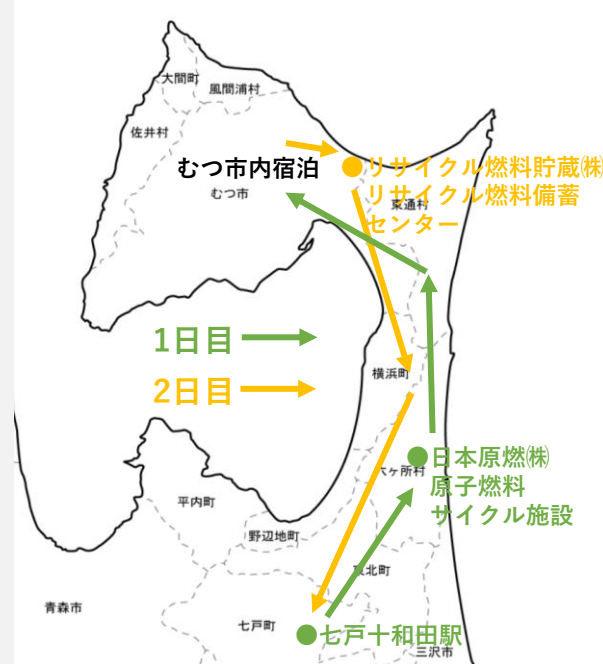 大間町
風間浦村
佐井村
むつ市内宿泊
むつ市
リサイクル燃料貯蔵㈱
リサイクル燃料備蓄
センター
東通村
1日目
2日目
横浜町
日本原燃㈱
原子燃料
サイクル施設
六ヶ所村
平内町
野辺地町
東北町
青森市
七戸町
七戸十和田駅
三沢市